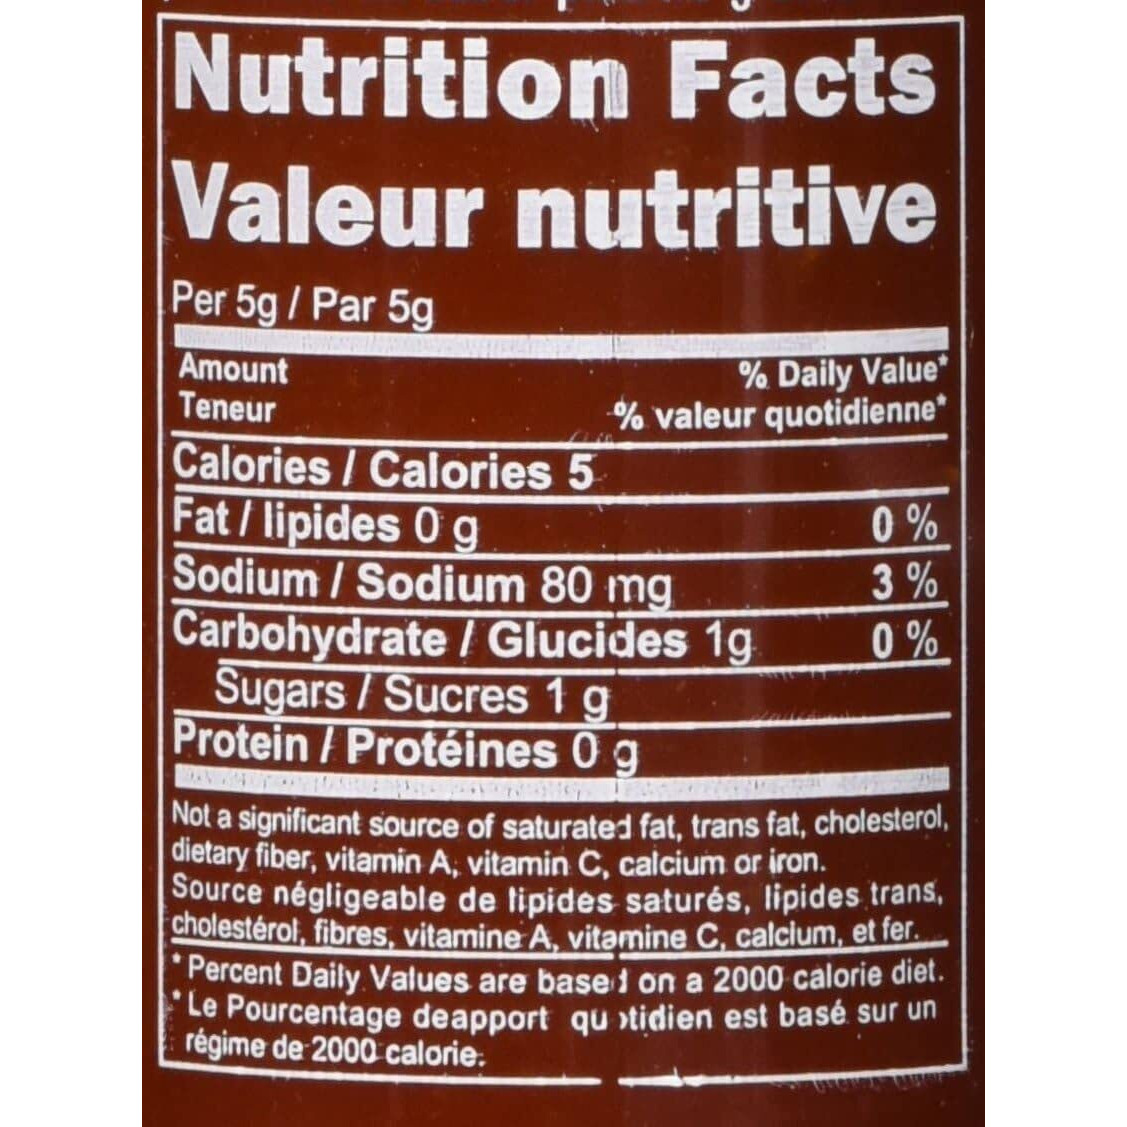 Nutrition Facts
Valeur nutritive
Per 5g / Par 5g
Amount % Daily Value*
Teneur % valeur quotidienne*
Calories / Calories 5
Fat / lipides 0 g 0 %
Sodium / Sodium 80 mg 3 %
Carbohydrate / Glucides 1g 0 %
Sugars / Sucres 1 g
Protein / Protéines 0 g
Not a significant source of saturated fat, trans fat, cholesterol,
dietary fiber, vitamin A, vitamin C, calcium or iron.
Source négligeable de lipides saturés, lipides trans,
cholestérol, fibres, vitamine A, vitamine C, calcium, et fer.
* Percent Daily Values are based on a 2000 calorie diet.
* Le Pourcentage deapport quotidien est basé sur un
régime de 2000 calorie.